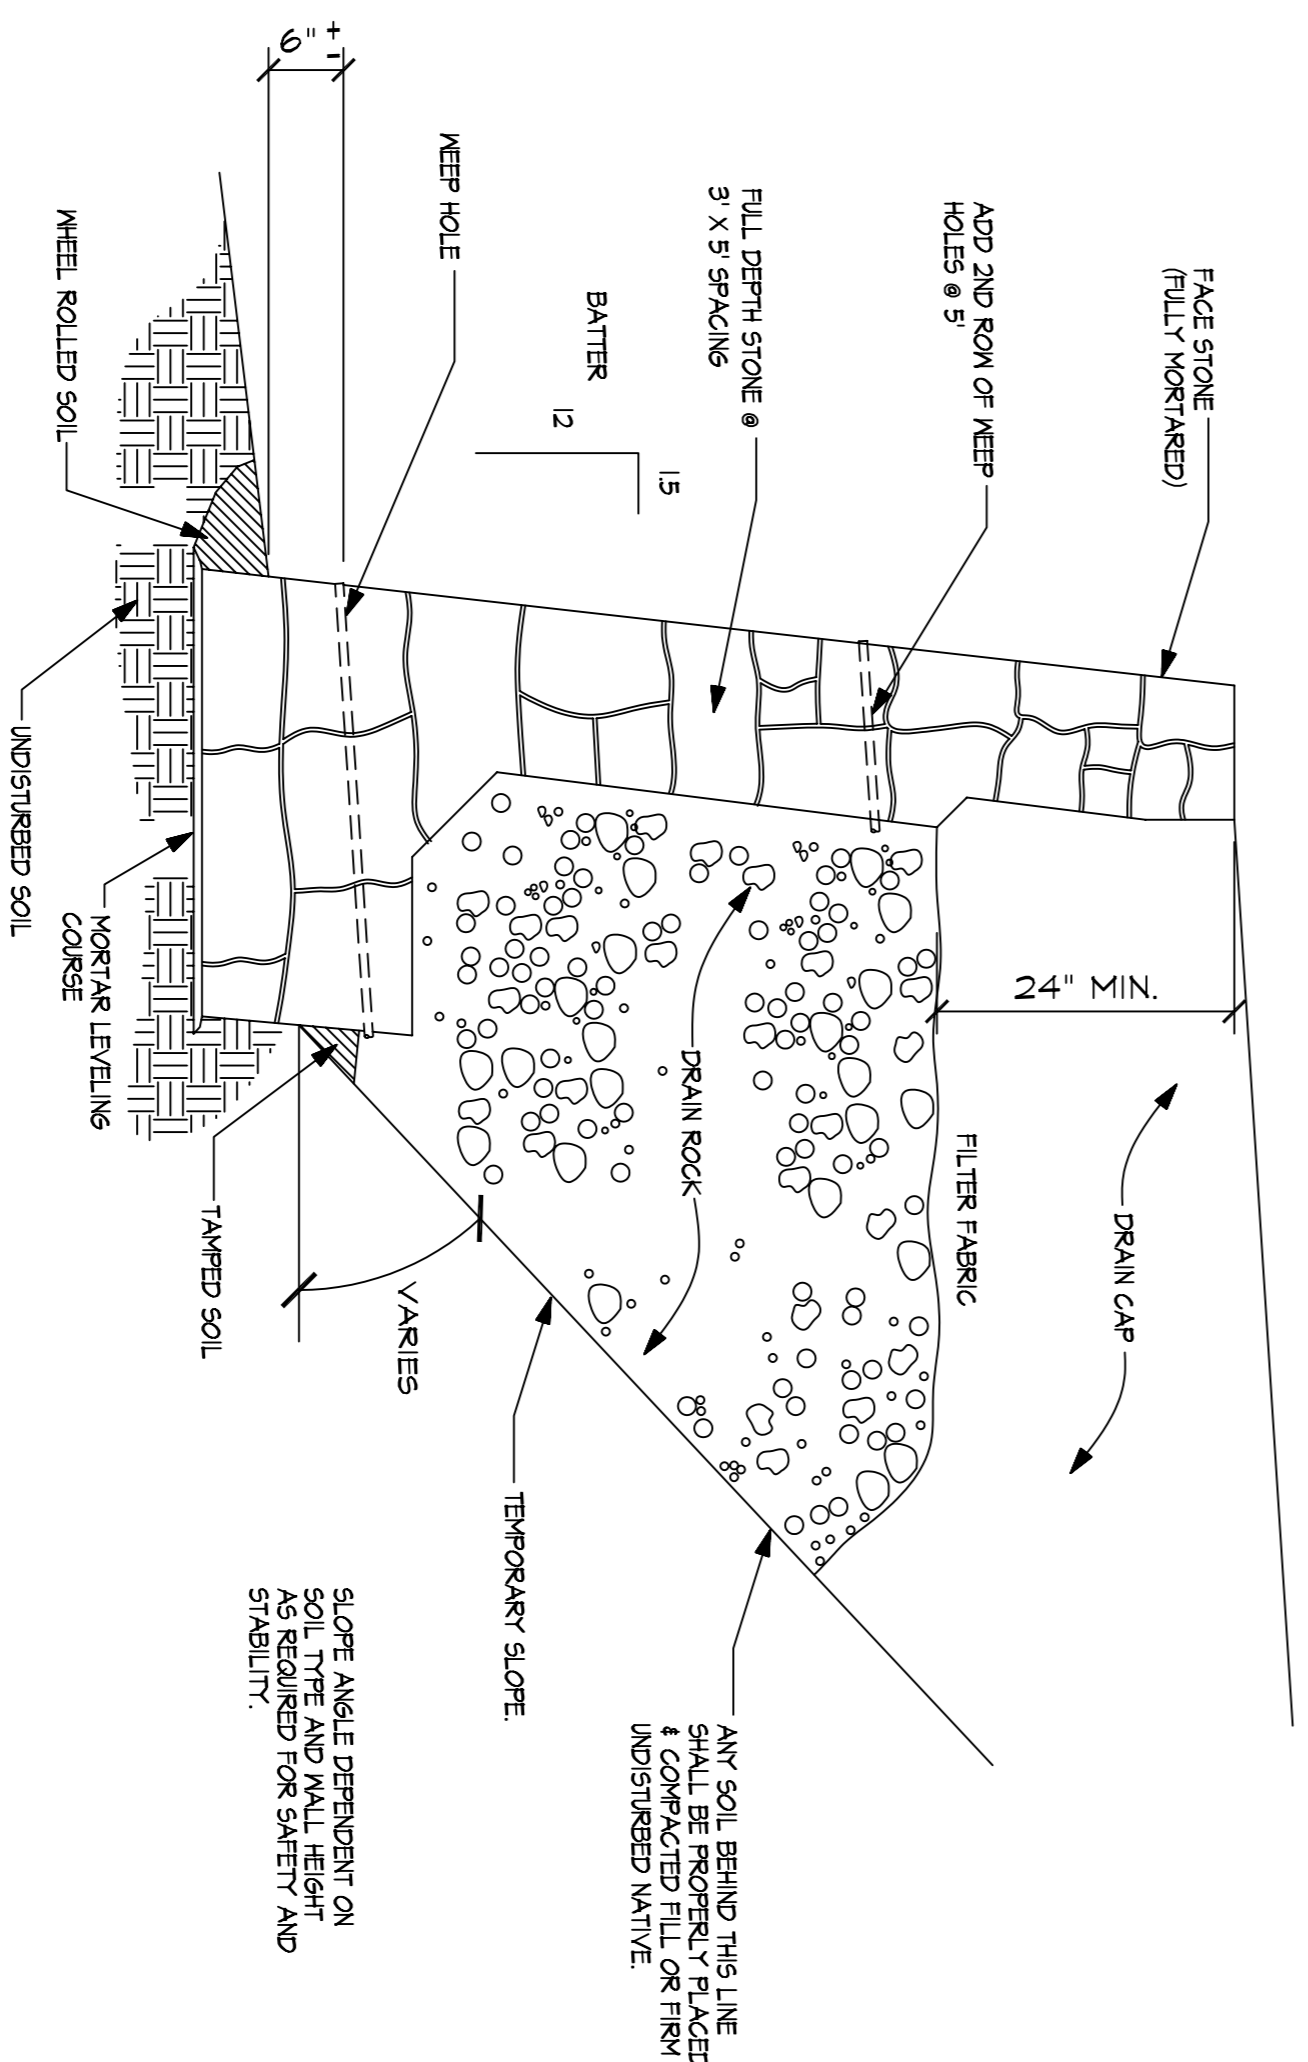 FACE STONE
(FULLY MORTARED)
ADD 2ND ROW OF WEEP
HOLES @ 5'
FULL DEPTH STONE @
3' X 5' SPACING
BATTER
12
1.5
WEEP HOLE
6" +-
WHEEL ROLLED SOIL
UNDISTURBED SOIL
MORTAR LEVELING
COURSE
TAMPED SOIL
VARIES
24" MIN.
DRAIN CAP
FILTER FABRIC
DRAIN ROCK
TEMPORARY SLOPE.
ANY SOIL BEHIND THIS LINE
SHALL BE PROPERLY PLACED
& COMPACTED FILL OR FIRM
UNDISTURBED NATIVE.
SLOPE ANGLE DEPENDENT ON
SOIL TYPE AND WALL HEIGHT
AS REQUIRED FOR SAFETY AND
STABILITY.